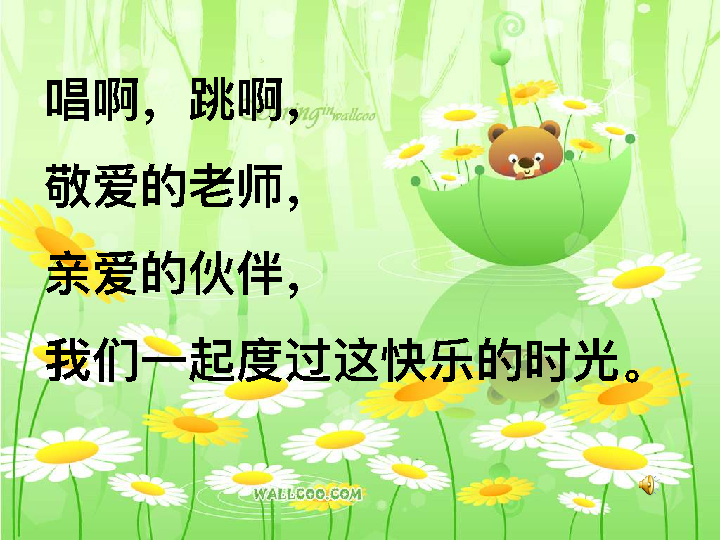 唱啊，跳啊，
Spring in wallcoo
敬爱的老师，
亲爱的伙伴，
我们一起度过这快乐的时光。
WALLCOO.COM